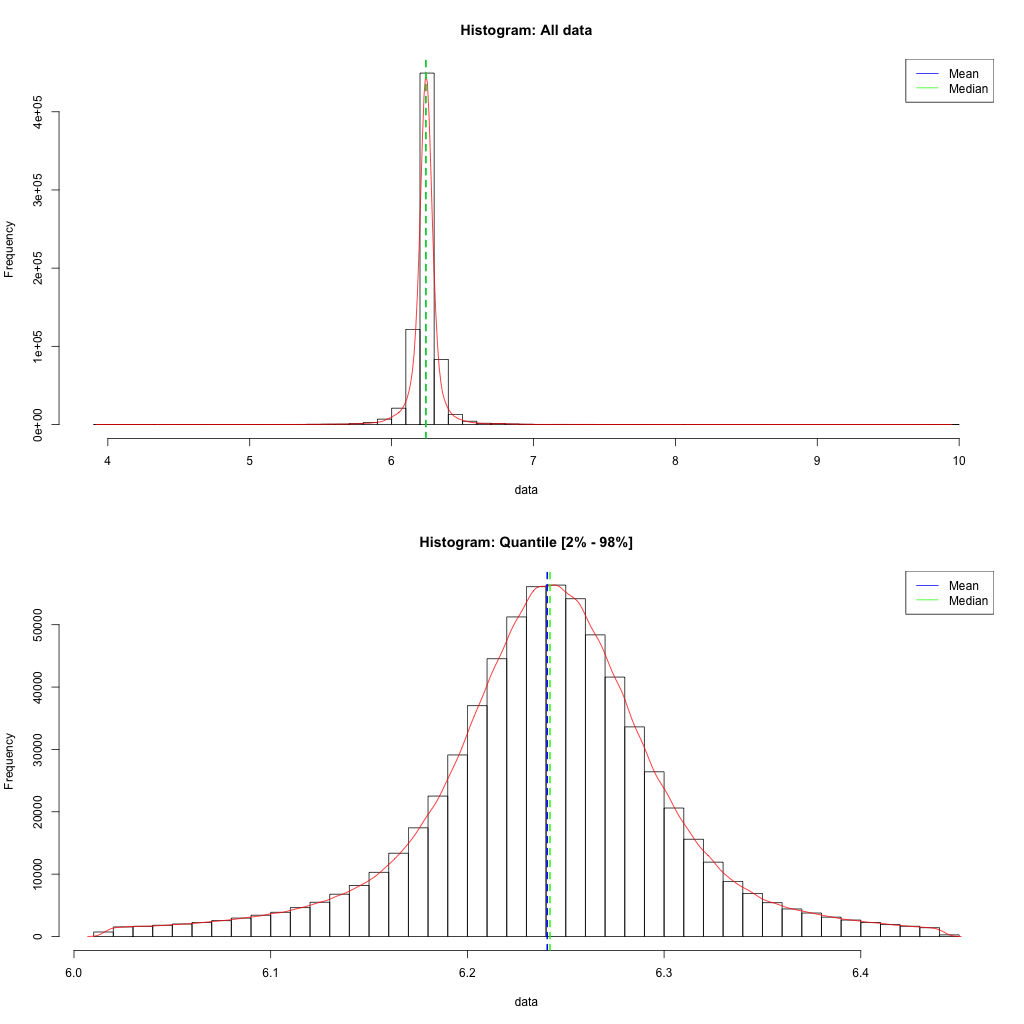 Histogram: All data
Mean
Median
Frequency
4e+05
3e+05
2e+05
1e+05
0e+00
4 5 6 7 8 9 10
data
Histogram: Quantile [2% - 98%]
Mean
Median
Frequency
50000
40000
30000
20000
10000
0
6.0 6.1 6.2 6.3 6.4
data